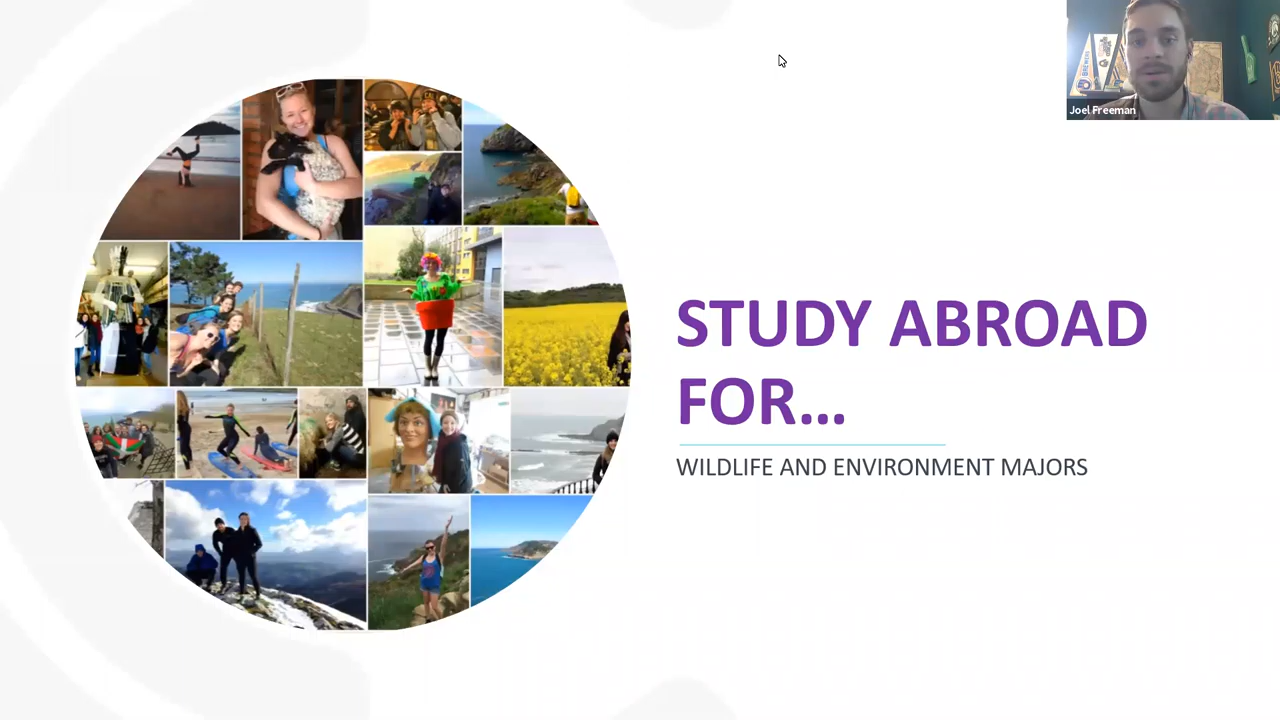 Joel Freeman
STUDY ABROAD
FOR...
WILDLIFE AND ENVIRONMENT MAJORS